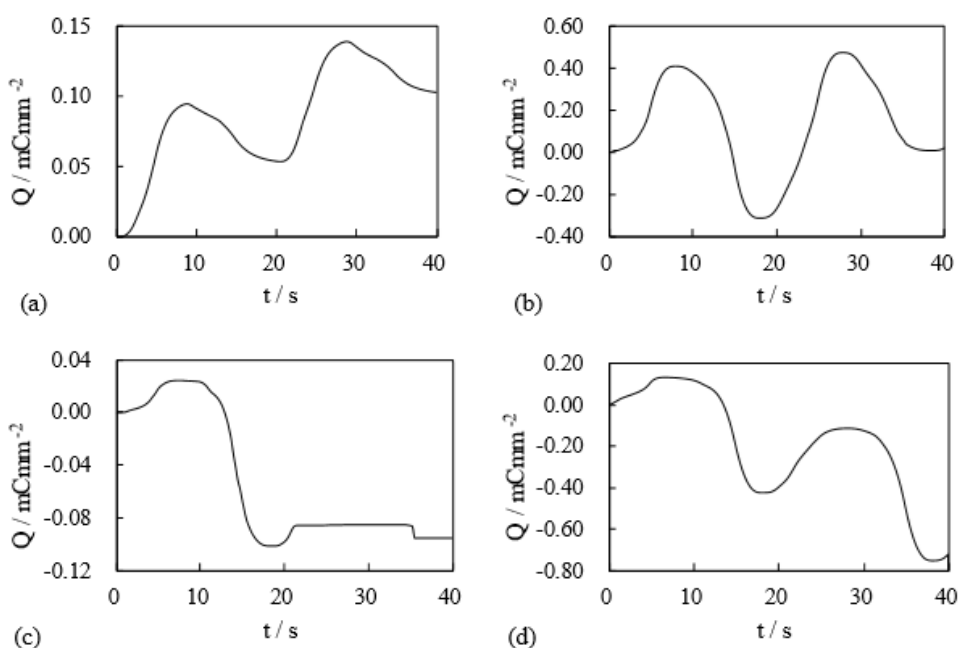 0.15
0.10
0.05
0.00
Q / mCmm⁻²
0 10 20 30 40
t / s
(a)
0.60
0.40
0.20
0.00
-0.20
-0.40
Q / mCmm⁻²
0 10 20 30 40
t / s
(b)
0.04
0.00
-0.04
-0.08
-0.12
Q / mCmm⁻²
0 10 20 30 40
t / s
(c)
0.20
0.00
-0.20
-0.40
-0.60
-0.80
Q / mCmm⁻²
0 10 20 30 40
t / s
(d)